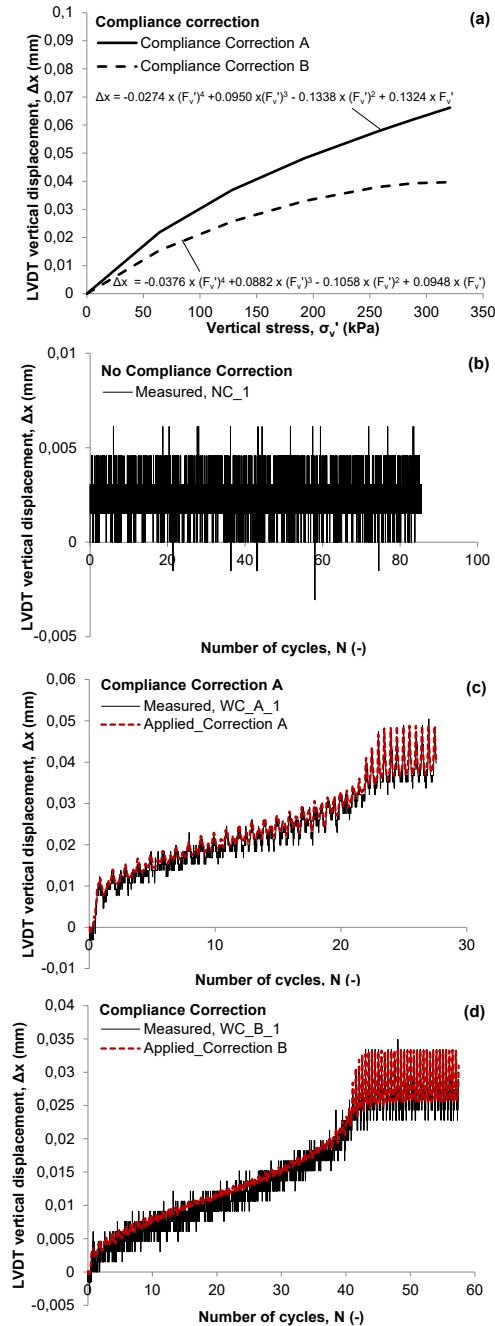 (a)
Compliance correction
Compliance Correction A
Compliance Correction B
Δx = -0.0274 x (Fv')⁴ +0.0950 x(Fv')³ - 0.1338 x (Fv')² + 0.1324 x Fv'
Δx = -0.0376 x (Fv')⁴ +0.0882 x (Fv')³ - 0.1058 x (Fv')² + 0.0948 x (Fv')
LVDT vertical displacement, Δx (mm)
0,1
0,09
0,08
0,07
0,06
0,05
0,04
0,03
0,02
0,01
0
0 50 100 150 200 250 300 350
Vertical stress, σv' (kPa)
(b)
No Compliance Correction
Measured, NC_1
LVDT vertical displacement, Δx (mm)
0,01
0,005
0
-0,005
0 20 40 60 80 100
Number of cycles, N (-)
(c)
Compliance Correction A
Measured, WC_A_1
Applied_Correction A
LVDT vertical displacement, Δx (mm)
0,06
0,05
0,04
0,03
0,02
0,01
0
-0,01
0 10 20 30
Number of cycles, N (-)
(d)
Compliance Correction
Measured, WC_B_1
Applied_Correction B
LVDT vertical displacement, Δx (mm)
0,04
0,035
0,03
0,025
0,02
0,015
0,01
0,005
0
-0,005
0 10 20 30 40 50 60
Number of cycles, N (-)